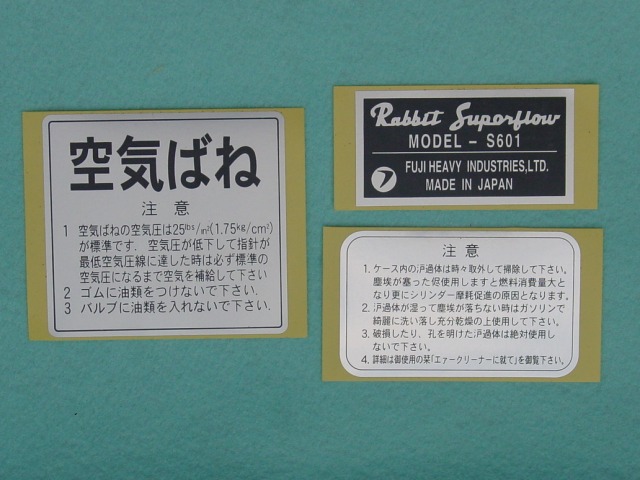 空気ばね
注意
1 空気ばねの空気圧は25lbs/in²(1.75kg/cm²)
が標準です. 空気圧が低下して指針が
最低空気圧線に達した時は必ず標準の
空気圧になるまで空気を補給して下さい
2 ゴムに油類をつけないで下さい.
3 バルブに油類を入れないで下さい.
Rabbit Superflow
MODEL - S601
FUJI HEAVY INDUSTRIES,LTD.
MADE IN JAPAN
注意
1. ケース内の沪過体は時々取外して掃除して下さい。
塵埃が塞った侭使用しますと燃料消費量大と
なり更にシリンダー摩耗促進の原因となります。
2. 沪過体が湿って塵埃が落ちない時はガソリンで
綺麗に洗い落し充分乾燥の上使用して下さい。
3. 破損したり、孔を明けた沪過体は絶対使用し
ないで下さい。
4. 詳細は御使用の栞「エァークリーナーに就て」を御覧下さい。